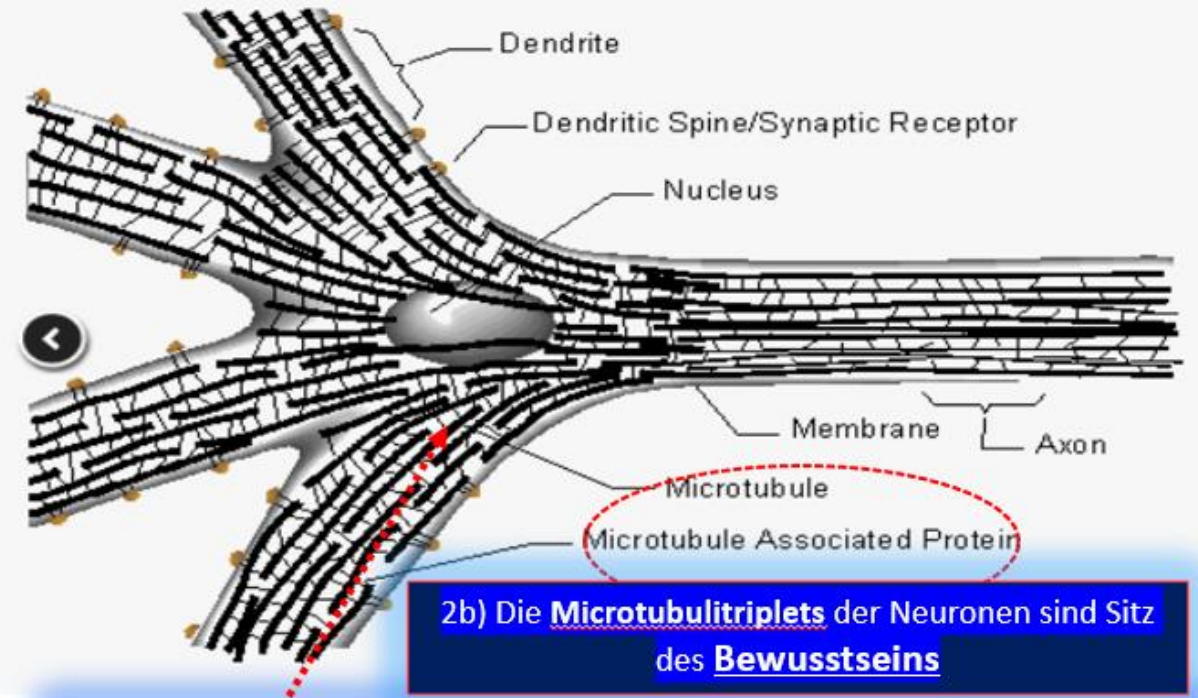 Dendrite
Dendritic Spine/Synaptic Receptor
Nucleus
Membrane
Axon
Microtubule
Microtubule Associated Protein
2b) Die Microtubulitriplets der Neuronen sind Sitz
des Bewusstseins